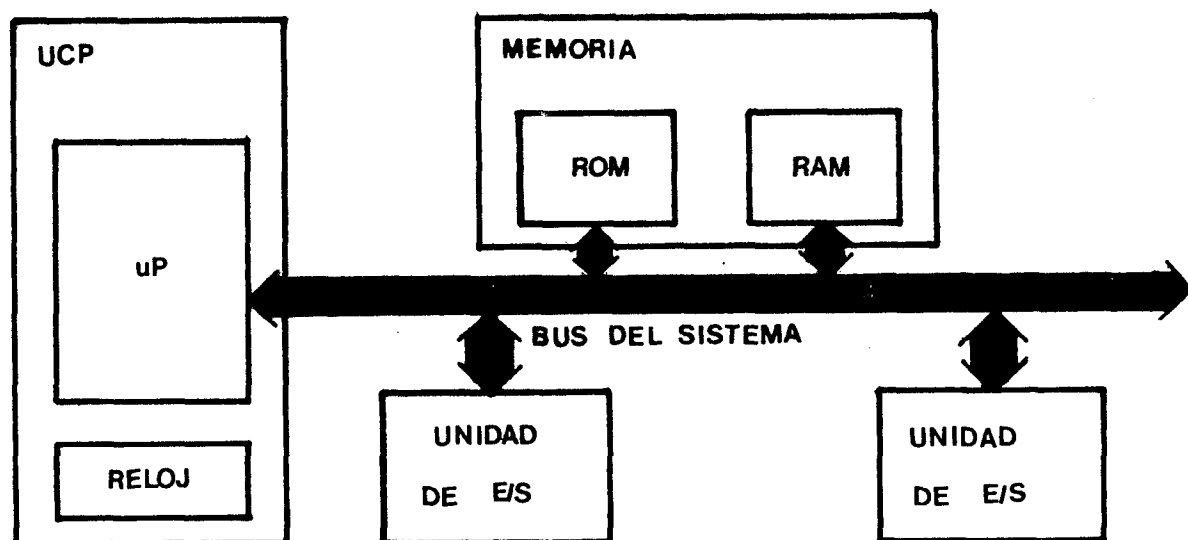 UCP
MEMORIA
ROM
RAM
uP
BUS DEL SISTEMA
RELOJ
UNIDAD
DE E/S
UNIDAD
DE E/S